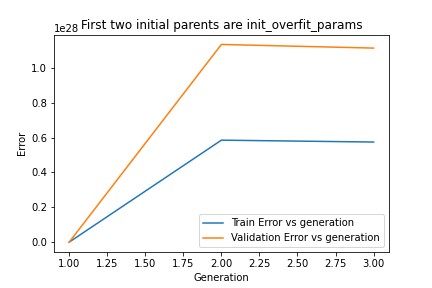 First two initial parents are init_overfit_params
1e28
1.0
0.8
0.6
0.4
0.2
0.0
Error
1.00 1.25 1.50 1.75 2.00 2.25 2.50 2.75 3.00
Generation
Train Error vs generation
Validation Error vs generation